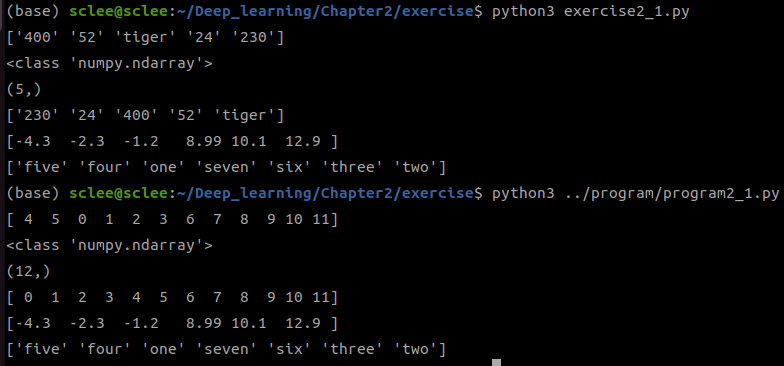 (base) sclee@sclee:~/Deep_learning/Chapter2/exercise$ python3 exercise2_1.py
['400' '52' 'tiger' '24' '230']
<class 'numpy.ndarray'>
(5,)
['230' '24' '400' '52' 'tiger']
[-4.3  -2.3  -1.2   8.99 10.1  12.9 ]
['five' 'four' 'one' 'seven' 'six' 'three' 'two']
(base) sclee@sclee:~/Deep_learning/Chapter2/exercise$ python3 ../program/program2_1.py
[ 4  5  0  1  2  3  6  7  8  9 10 11]
<class 'numpy.ndarray'>
(12,)
[ 0  1  2  3  4  5  6  7  8  9 10 11]
[-4.3  -2.3  -1.2   8.99 10.1  12.9 ]
['five' 'four' 'one' 'seven' 'six' 'three' 'two']